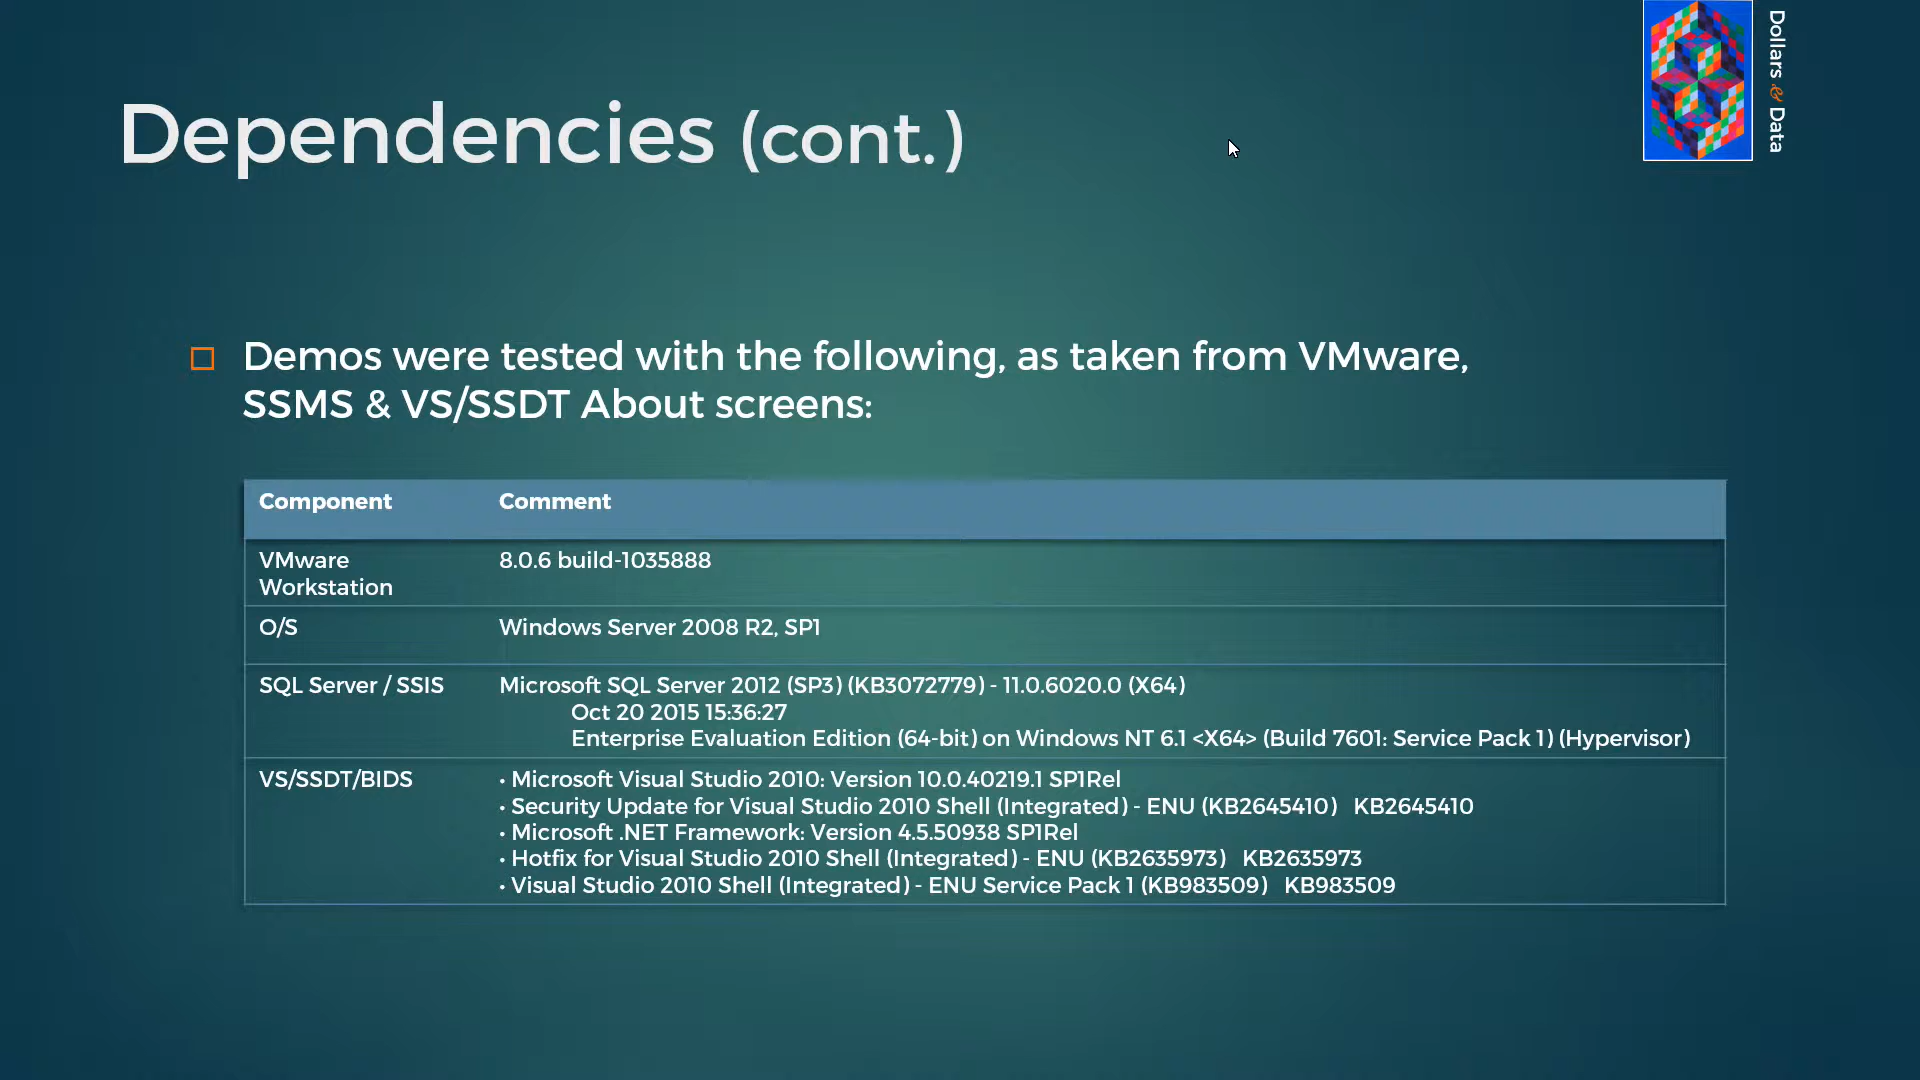 Dollars & Data
Dependencies (cont.)
Demos were tested with the following, as taken from VMware,
SSMS & VS/SSDT About screens:
Component Comment
VMware 8.0.6 build-1035888
Workstation
O/S Windows Server 2008 R2, SP1
SQL Server / SSIS Microsoft SQL Server 2012 (SP3) (KB3072779) - 11.0.6020.0 (X64)
Oct 20 2015 15:36:27
Enterprise Evaluation Edition (64-bit) on Windows NT 6.1 <X64> (Build 7601: Service Pack 1) (Hypervisor)
VS/SSDT/BIDS • Microsoft Visual Studio 2010: Version 10.0.40219.1 SP1Rel
• Security Update for Visual Studio 2010 Shell (Integrated) - ENU (KB2645410) KB2645410
• Microsoft .NET Framework: Version 4.5.50938 SP1Rel
• Hotfix for Visual Studio 2010 Shell (Integrated) - ENU (KB2635973) KB2635973
• Visual Studio 2010 Shell (Integrated) - ENU Service Pack 1 (KB983509) KB983509